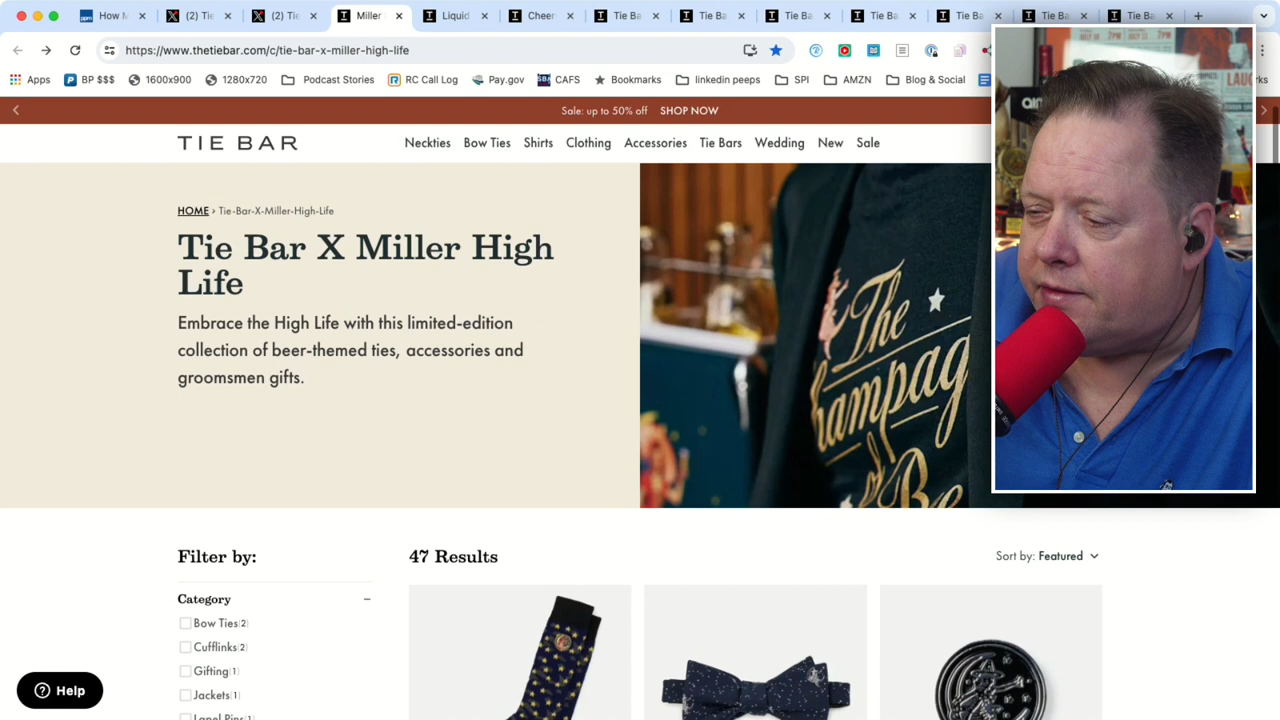 How M
(2) Tie
(2) Tie
Miller
Liquid
Cheer
Tie Ba
Tie Ba
Tie Ba
Tie Ba
Tie Ba
Tie Ba
Tie Ba
https://www.thetiebar.com/c/tie-bar-x-miller-high-life
Apps
BP $$$
1600x900
1280x720
Podcast Stories
RC Call Log
Pay.gov
CAFS
Bookmarks
linkedin peeps
SPI
AMZN
Blog & Social
Sale: up to 50% off SHOP NOW
TIE BAR
Neckties Bow Ties Shirts Clothing Accessories Tie Bars Wedding New Sale
HOME › Tie-Bar-X-Miller-High-Life
Tie Bar X Miller High
Life
Embrace the High Life with this limited-edition
collection of beer-themed ties, accessories and
groomsmen gifts.
The
hampag
of
Be
Filter by:
47 Results
Sort by: Featured
Category
Bow Ties(2)
Cufflinks(2)
Gifting(1)
Jackets(1)
Lapel Pins(1)
Help